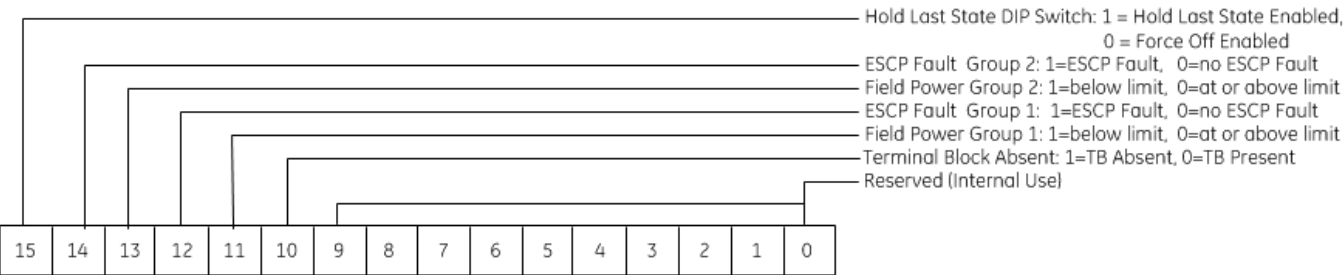 Hold Last State DIP Switch: 1 = Hold Last State Enabled,
0 = Force Off Enabled
ESCP Fault Group 2: 1=ESCP Fault, 0=no ESCP Fault
Field Power Group 2: 1=below limit, 0=at or above limit
ESCP Fault Group 1: 1=ESCP Fault, 0=no ESCP Fault
Field Power Group 1: 1=below limit, 0=at or above limit
Terminal Block Absent: 1=TB Absent, 0=TB Present
Reserved (Internal Use)
15 14 13 12 11 10 9 8 7 6 5 4 3 2 1 0